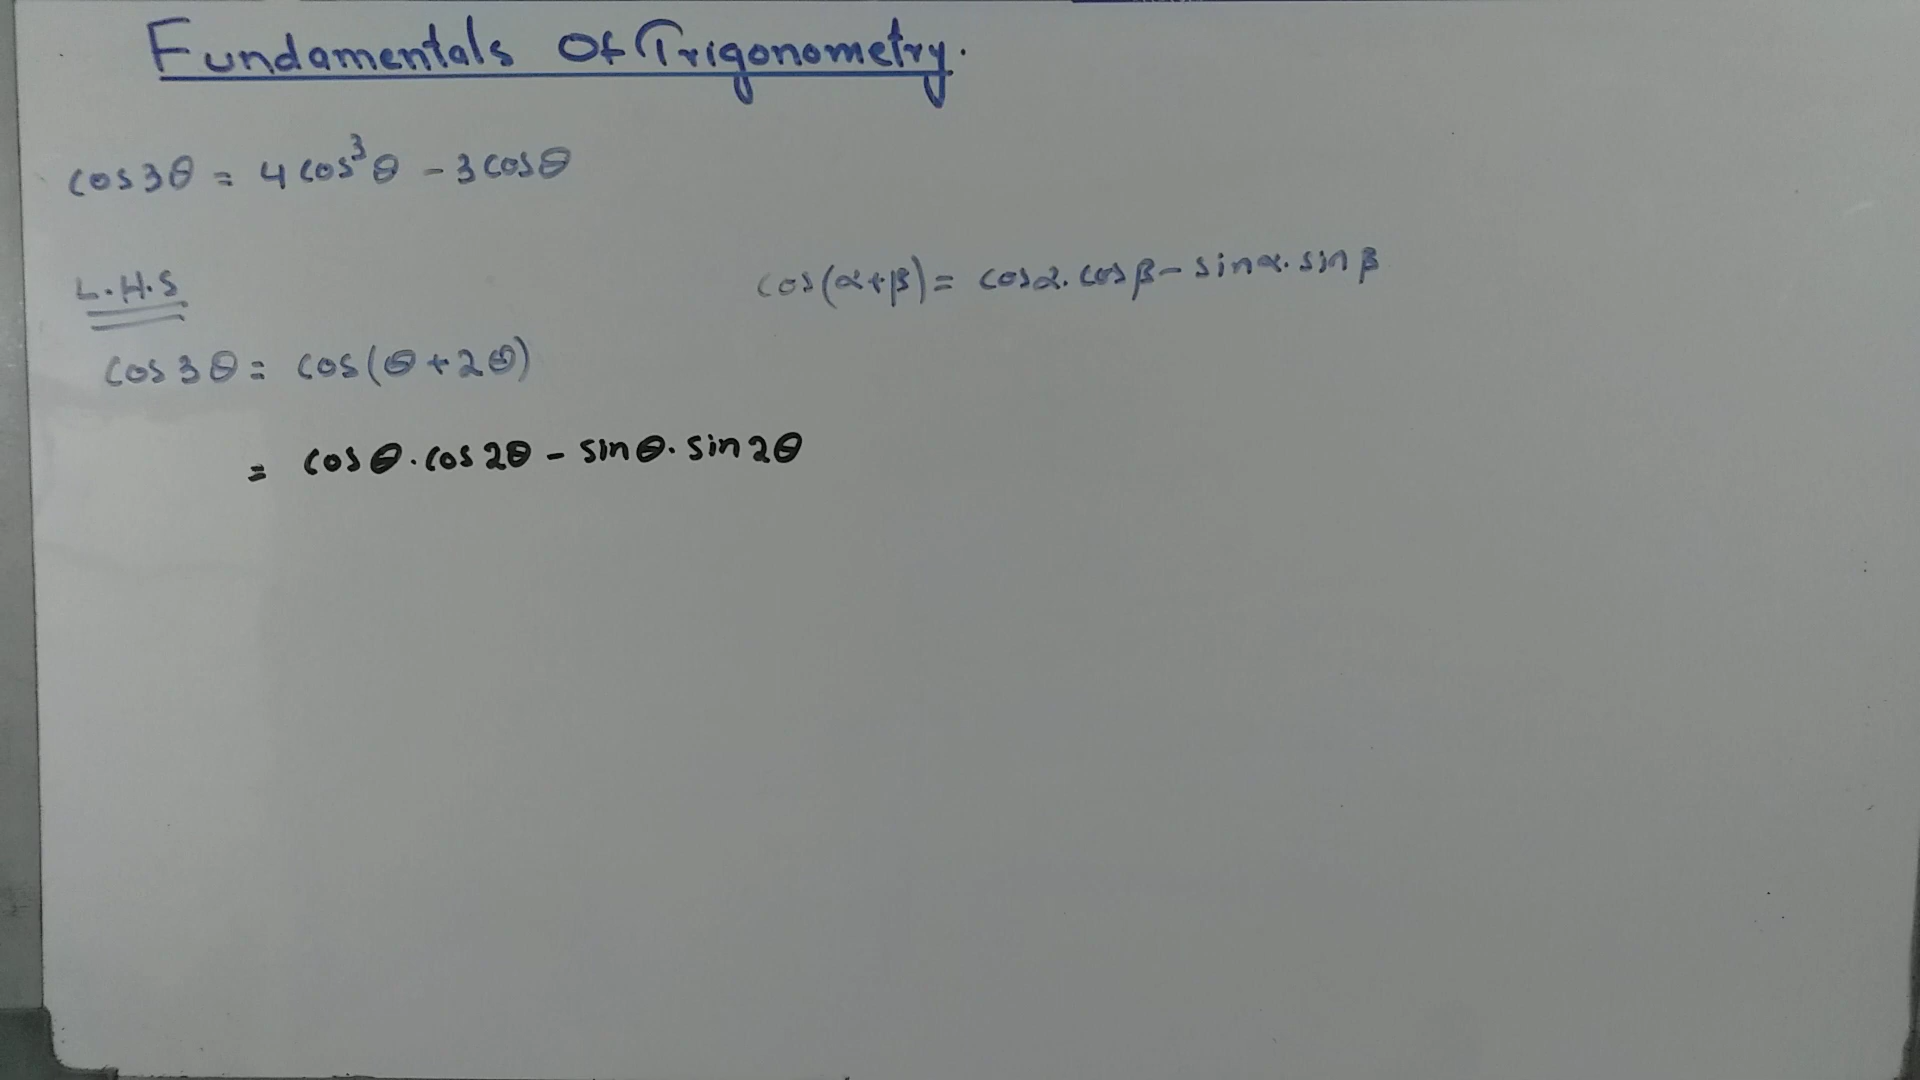 Fundamentals Of Trigonometry.
cos3θ = 4cos³θ - 3cosθ
L.H.S
cos(α+β) = cosα.cosβ - sinα.sinβ
cos3θ = cos(θ+2θ)
= cosθ.cos2θ - sinθ.sin2θ